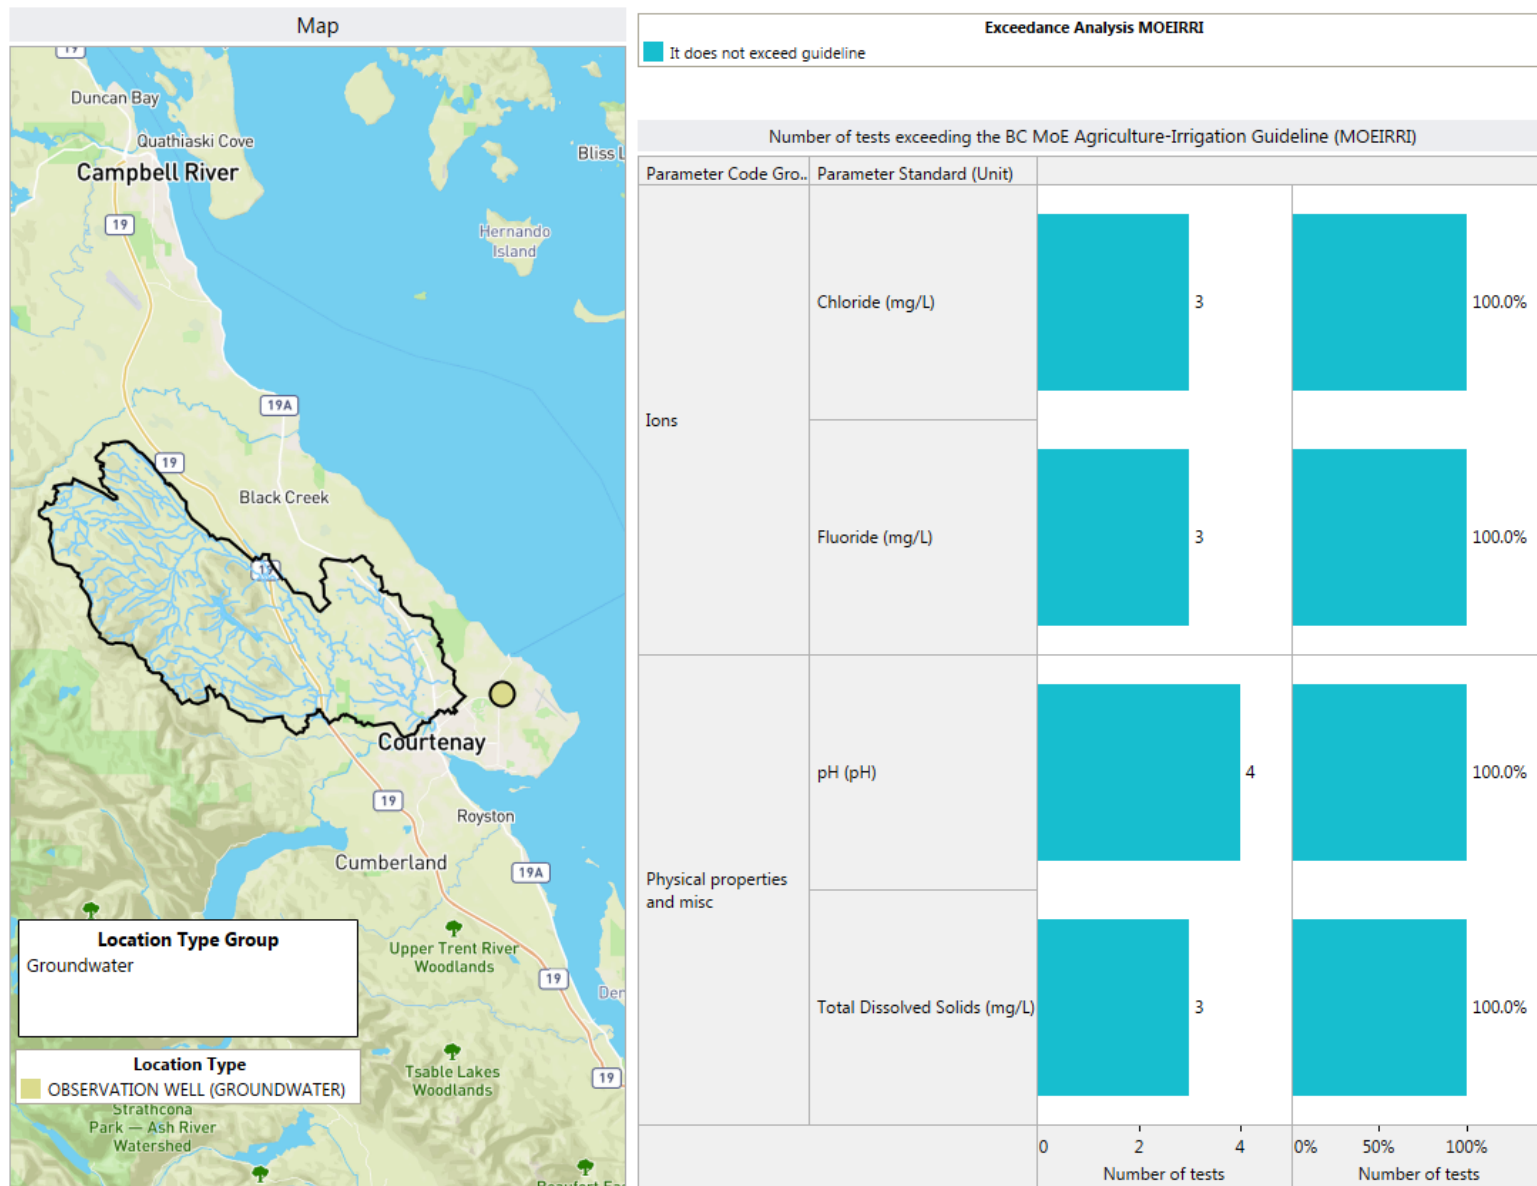 Map
19
Duncan Bay
Quathiaski Cove
Campbell River
Bliss L
19
Hernando
Island
19A
19
Black Creek
19
Courtenay
19
Royston
Cumberland
19A
Upper Trent River
Woodlands
19
Den
Tsable Lakes
Woodlands
19
Strathcona
Park — Ash River
Watershed
Location Type Group
Groundwater
Location Type
OBSERVATION WELL (GROUNDWATER)
Exceedance Analysis MOEIRRI
It does not exceed guideline
Number of tests exceeding the BC MoE Agriculture-Irrigation Guideline (MOEIRRI)
Parameter Code Gro.. Parameter Standard (Unit)
Ions
Chloride (mg/L) 3 100.0%
Fluoride (mg/L) 3 100.0%
Physical properties
and misc
pH (pH) 4 100.0%
Total Dissolved Solids (mg/L) 3 100.0%
0 2 4 0% 50% 100%
Number of tests Number of tests